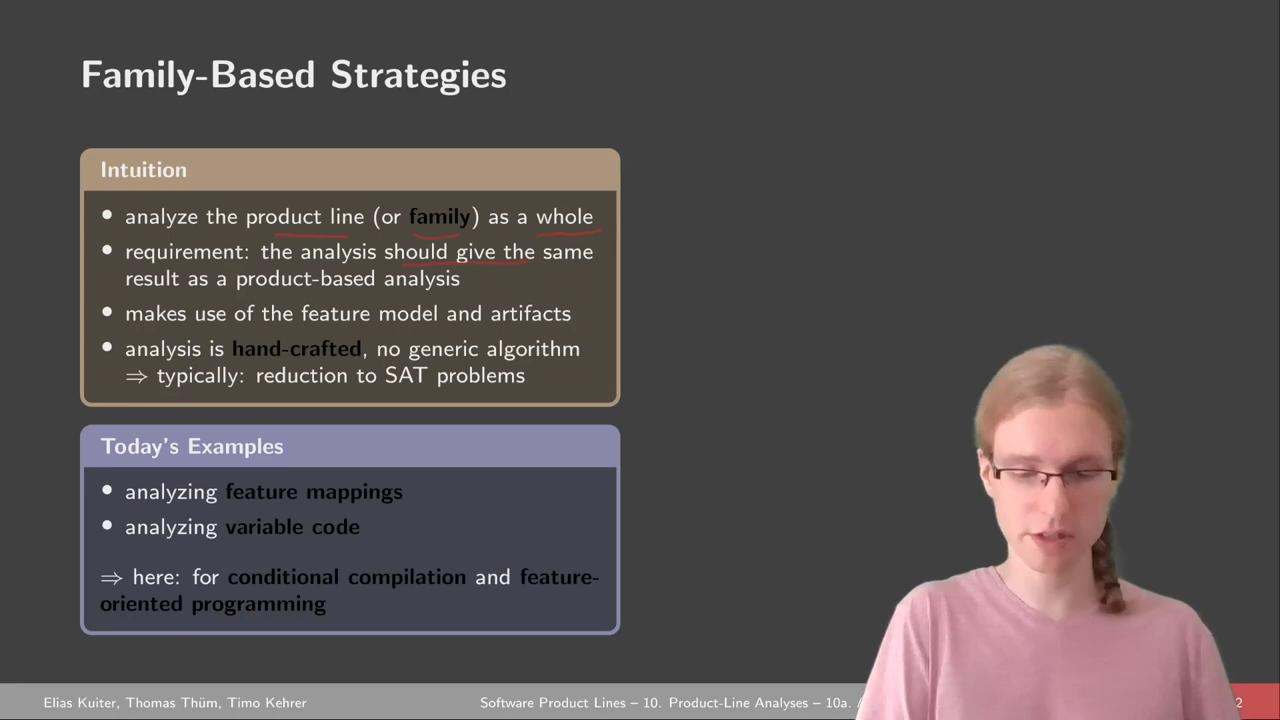 Family-Based Strategies
Intuition
• analyze the product line (or family) as a whole
• requirement: the analysis should give the same
result as a product-based analysis
• makes use of the feature model and artifacts
• analysis is hand-crafted, no generic algorithm
⇒ typically: reduction to SAT problems
Today's Examples
• analyzing feature mappings
• analyzing variable code
⇒ here: for conditional compilation and feature-
oriented programming
Elias Kuiter, Thomas Thüm, Timo Kehrer
Software Product Lines – 10. Product-Line Analyses – 10a.
2